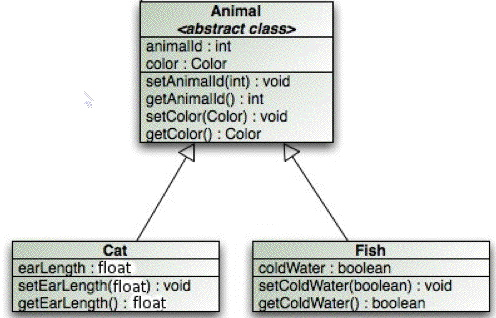 Animal
<abstract class>
animalId : int
color : Color
setAnimalId(int) : void
getAnimalId() : int
setColor(Color) : void
getColor() : Color
Cat
earLength : float
setEarLength(float) : void
getEarLength() : float
Fish
coldWater : boolean
setColdWater(boolean) : void
getColdWater() : boolean